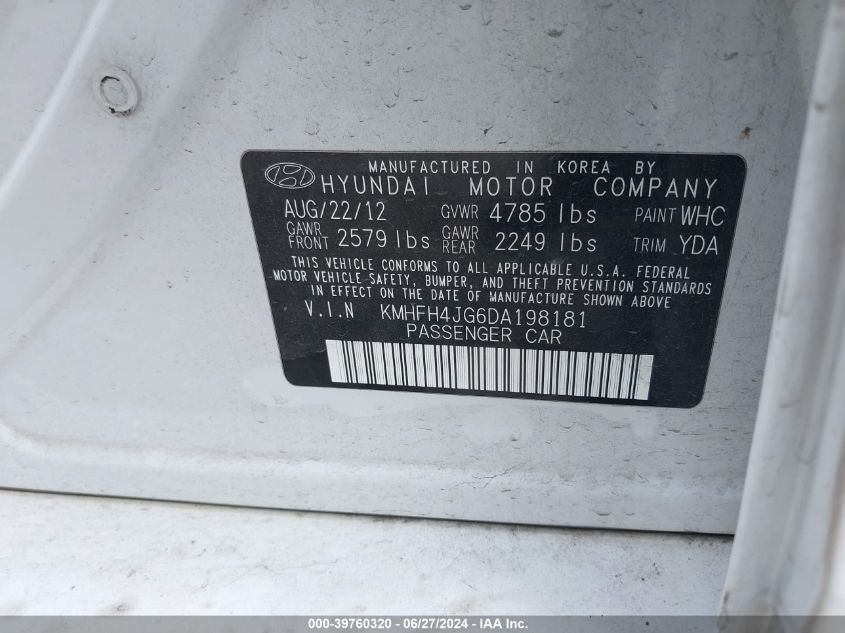 MANUFACTURED IN KOREA BY
HYUNDAI MOTOR COMPANY
AUG/22/12 GVWR 4785 lbs PAINT WHC
GAWR FRONT 2579 lbs GAWR REAR 2249 lbs TRIM YDA
THIS VEHICLE CONFORMS TO ALL APPLICABLE U.S.A. FEDERAL
MOTOR VEHICLE SAFETY, BUMPER, AND THEFT PREVENTION STANDARDS
IN EFFECT ON THE DATE OF MANUFACTURE SHOWN ABOVE
V.I.N KMHFH4JG6DA198181
PASSENGER CAR
000-39760320 - 06/27/2024 - IAA Inc.